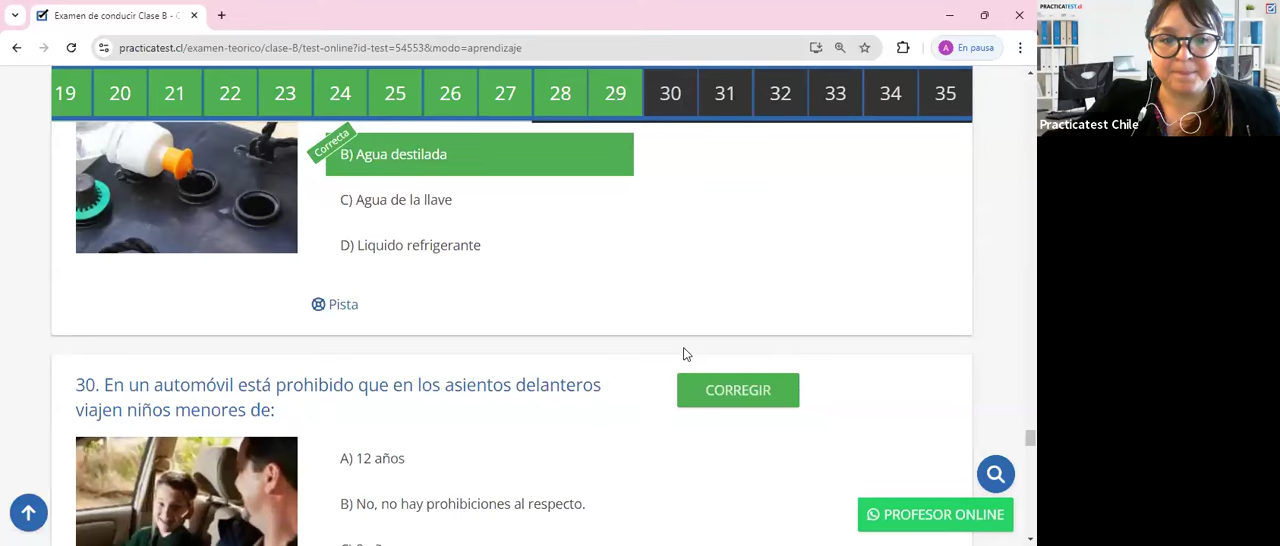 Examen de conducir Clase B - C
practicatest.cl/examen-teorico/clase-B/test-online?id-test=54553&modo=aprendizaje
A
En pausa
PRACTICATEST.cl
Practicatest Chile
19 20 21 22 23 24 25 26 27 28 29 30 31 32 33 34 35
Correcta
B) Agua destilada
C) Agua de la llave
D) Liquido refrigerante
Pista
30. En un automóvil está prohibido que en los asientos delanteros
viajen niños menores de:
CORREGIR
A) 12 años
B) No, no hay prohibiciones al respecto.
PROFESOR ONLINE